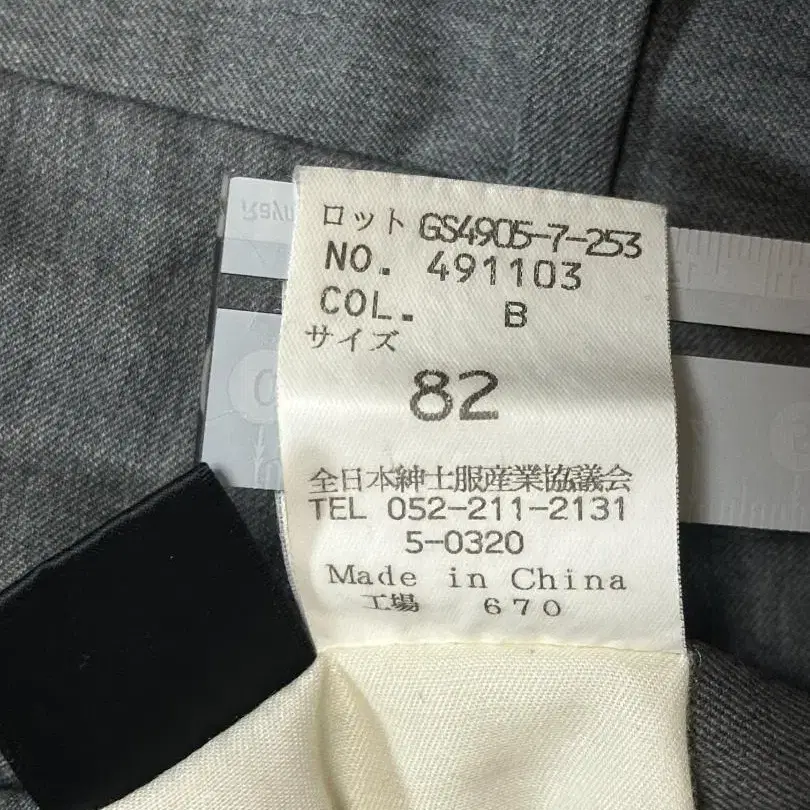 ロット GS4905-7-253
NO. 491103
COL. B
サイズ
82
全日本紳士服産業協議会
TEL 052-211-2131
5-0320
Made in China
工場 670